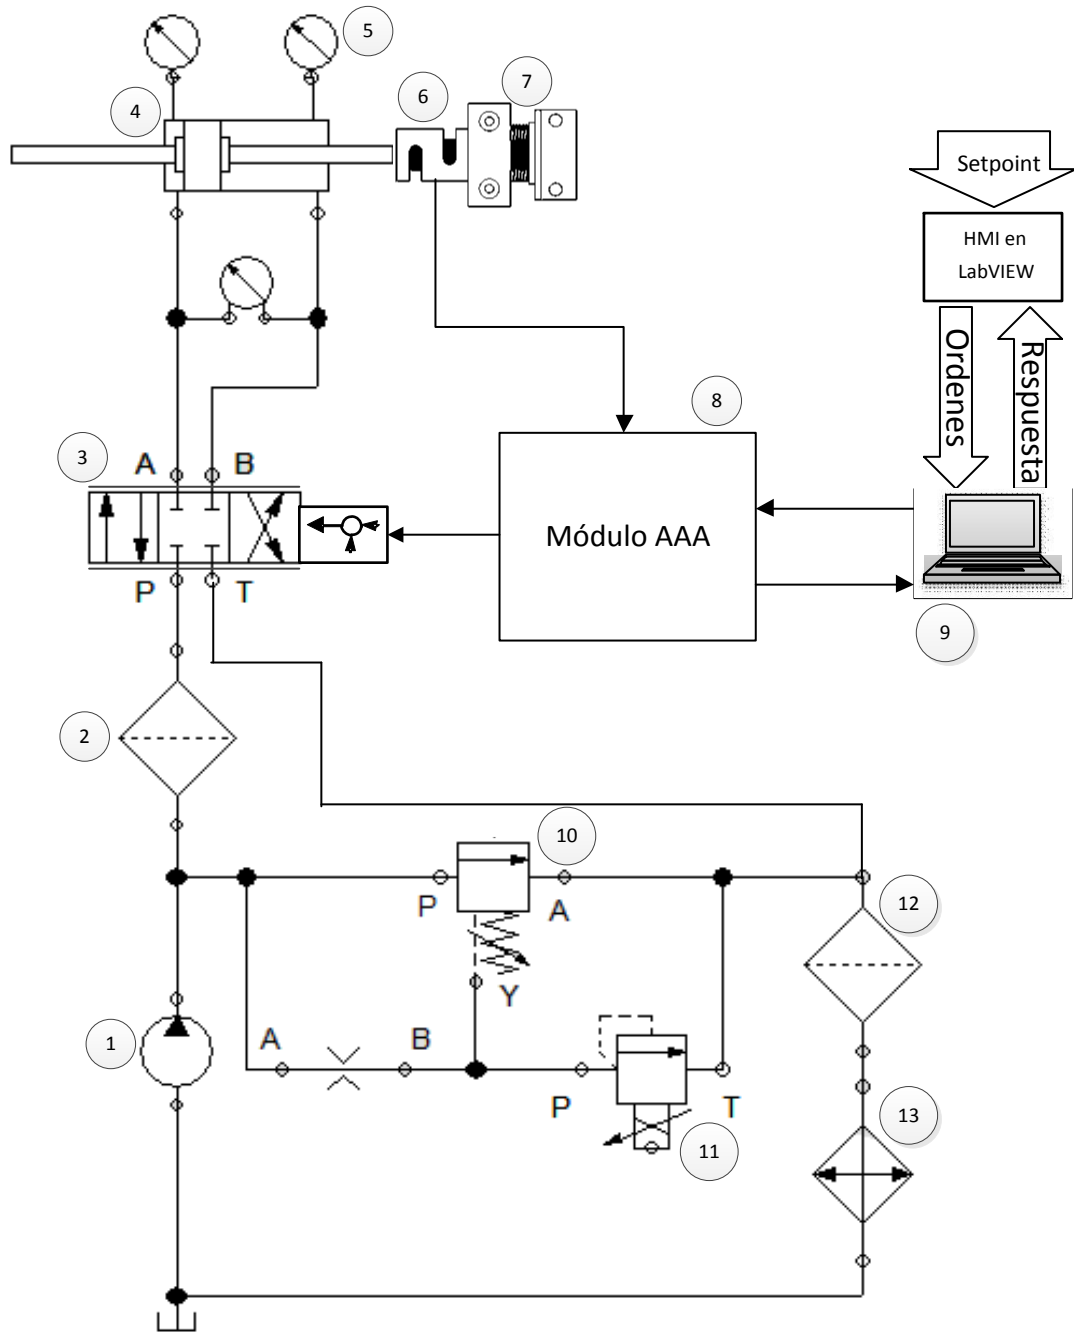 5
4
6
7
Setpoint
HMI en
LabVIEW
Ordenes
Respuesta
8
3
A
B
Módulo AAA
P
T
9
2
10
P
A
12
Y
1
A
B
P
T
11
13